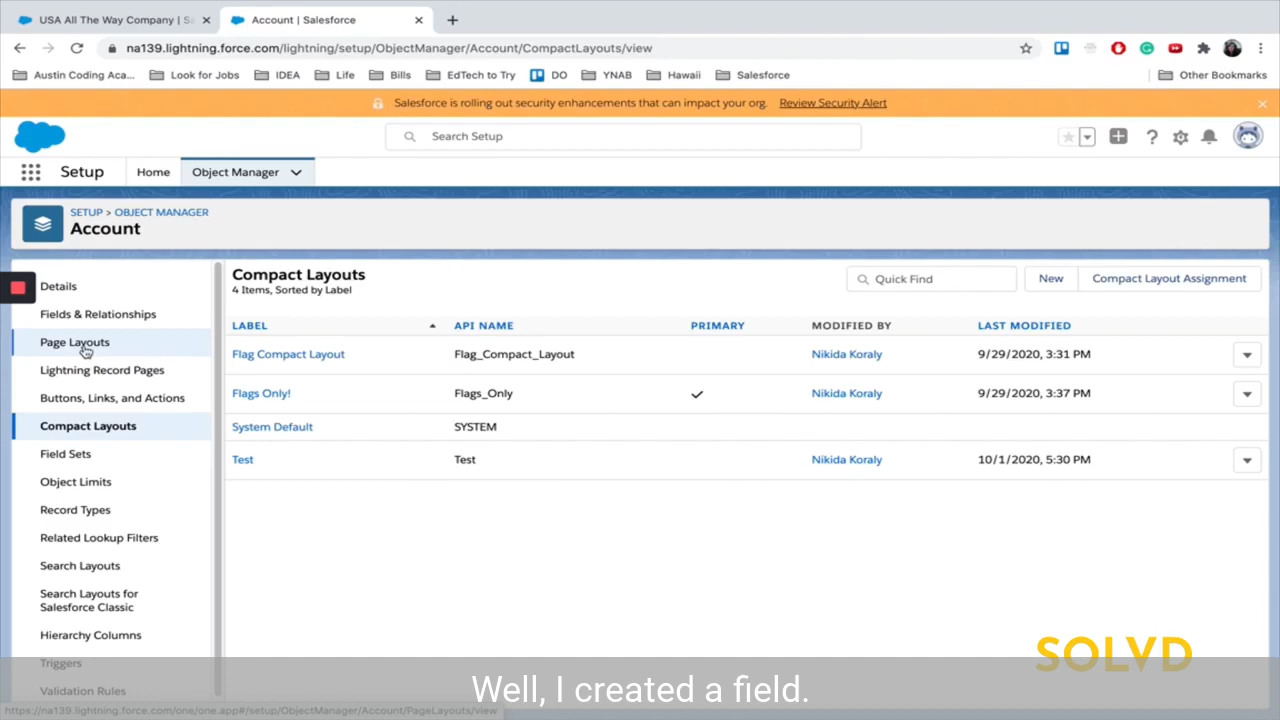 USA All The Way Company | Sa
Account | Salesforce
na139.lightning.force.com/lightning/setup/ObjectManager/Account/CompactLayouts/view
Austin Coding Aca...
Look for Jobs
IDEA
Life
Bills
EdTech to Try
DO
YNAB
Hawaii
Salesforce
Other Bookmarks
Salesforce is rolling out security enhancements that can impact your org. Review Security Alert
Search Setup
Setup
Home
Object Manager
SETUP > OBJECT MANAGER
Account
Details
Fields & Relationships
Page Layouts
Lightning Record Pages
Buttons, Links, and Actions
Compact Layouts
Field Sets
Object Limits
Record Types
Related Lookup Filters
Search Layouts
Search Layouts for
Salesforce Classic
Hierarchy Columns
Triggers
Validation Rules
Compact Layouts
4 Items, Sorted by Label
Quick Find
New
Compact Layout Assignment
LABEL API NAME PRIMARY MODIFIED BY LAST MODIFIED
Flag Compact Layout Flag_Compact_Layout Nikida Koraly 9/29/2020, 3:31 PM
Flags Only! Flags_Only Nikida Koraly 9/29/2020, 3:37 PM
System Default SYSTEM
Test Test Nikida Koraly 10/1/2020, 5:30 PM
SOLVD
Well, I created a field.
https://na139.lightning.force.com/one/one.app#/setup/ObjectManager/Account/PageLayouts/view